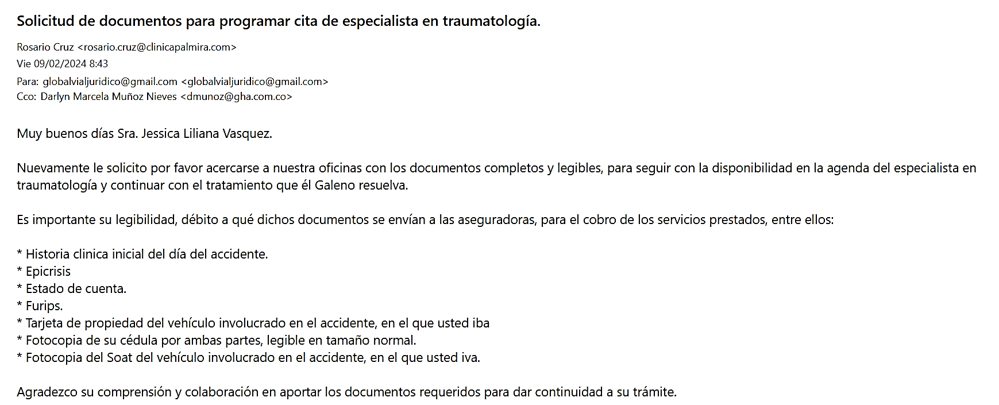 Solicitud de documentos para programar cita de especialista en traumatología.
Rosario Cruz <rosario.cruz@clinicapalmira.com>
Vie 09/02/2024 8:43
Para: globalvialjuridico@gmail.com <globalvialjuridico@gmail.com>
Cco: Darlyn Marcela Muñoz Nieves <dmunoz@gha.com.co>
Muy buenos días Sra. Jessica Liliana Vasquez.
Nuevamente le solicito por favor acercarse a nuestra oficinas con los documentos completos y legibles, para seguir con la disponibilidad en la agenda del especialista en
traumatología y continuar con el tratamiento que él Galeno resuelva.
Es importante su legibilidad, débito a qué dichos documentos se envían a las aseguradoras, para el cobro de los servicios prestados, entre ellos:
* Historia clinica inicial del día del accidente.
* Epicrisis
* Estado de cuenta.
* Furips.
* Tarjeta de propiedad del vehículo involucrado en el accidente, en el que usted iba
* Fotocopia de su cédula por ambas partes, legible en tamaño normal.
* Fotocopia del Soat del vehículo involucrado en el accidente, en el que usted iva.
Agradezco su comprensión y colaboración en aportar los documentos requeridos para dar continuidad a su trámite.